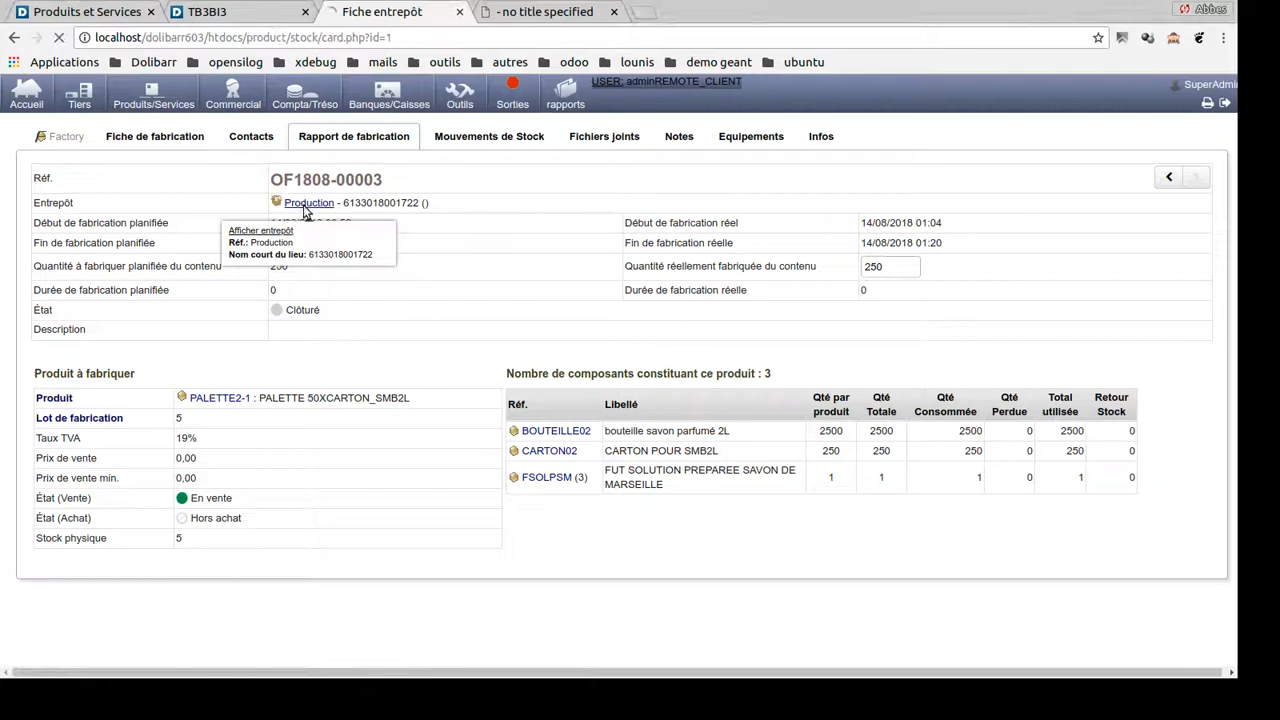 Produits et Services
TB3BI3
Fiche entrepôt
- no title specified
Abbes
localhost/dolibarr603/htdocs/product/stock/card.php?id=1
Applications Dolibarr opensilog xdebug mails outils autres odoo lounis demo geant ubuntu
USER: adminREMOTE_CLIENT
SuperAdmi
Accueil Tiers Produits/Services Commercial Compta/Tréso Banques/Caisses Outils Sorties rapports
Factory Fiche de fabrication Contacts Rapport de fabrication Mouvements de Stock Fichiers joints Notes Equipements Infos
Réf. OF1808-00003
Entrepôt Production - 6133018001722 ()
Début de fabrication planifiée Début de fabrication réel 14/08/2018 01:04
Afficher entrepôt
Réf.: Production
Nom court du lieu: 6133018001722
Fin de fabrication planifiée Fin de fabrication réelle 14/08/2018 01:20
Quantité à fabriquer planifiée du contenu 250 Quantité réellement fabriquée du contenu 250
Durée de fabrication planifiée 0 Durée de fabrication réelle 0
État Clôturé
Description
Produit à fabriquer
Produit PALETTE2-1 : PALETTE 50XCARTON_SMB2L
Lot de fabrication 5
Taux TVA 19%
Prix de vente 0,00
Prix de vente min. 0,00
État (Vente) En vente
État (Achat) Hors achat
Stock physique 5
Nombre de composants constituant ce produit : 3
Réf. Libellé Qté par produit Qté Totale Qté Consommée Qté Perdue Total utilisée Retour Stock
BOUTEILLE02 bouteille savon parfumé 2L 2500 2500 2500 0 2500 0
CARTON02 CARTON POUR SMB2L 250 250 250 0 250 0
FSOLPSM (3) FUT SOLUTION PREPAREE SAVON DE MARSEILLE 1 1 1 0 1 0